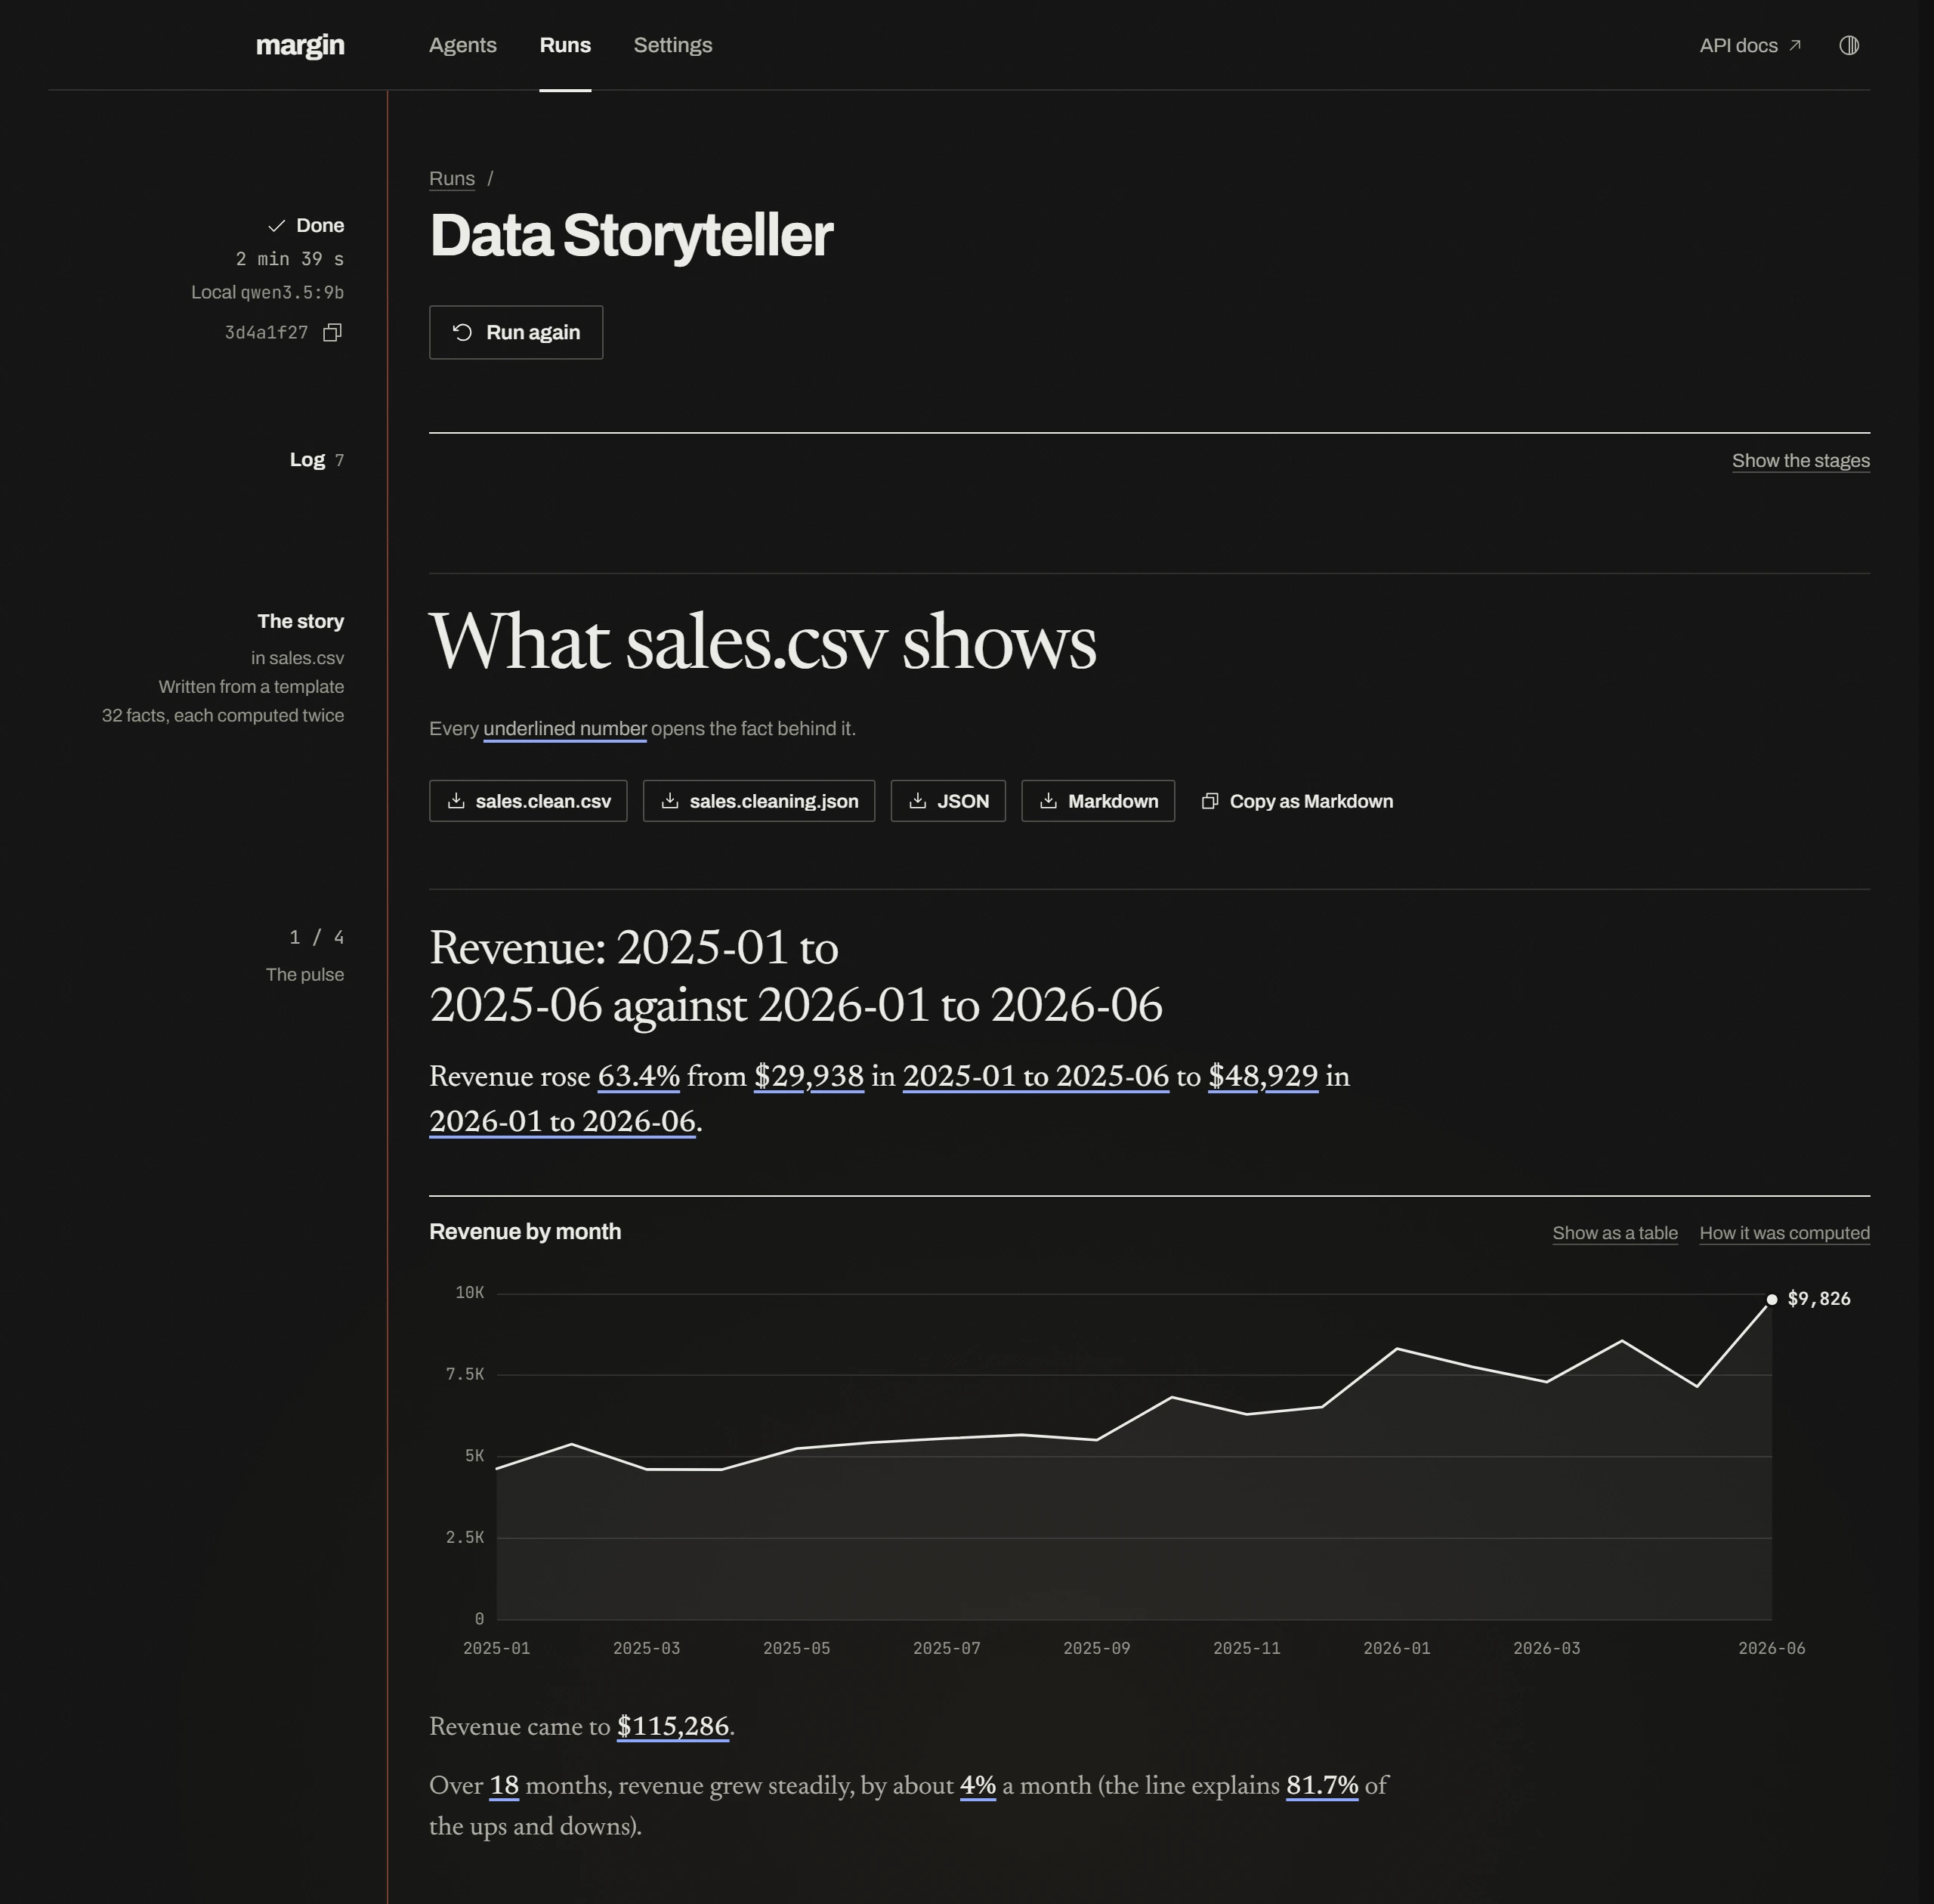 margin
Agents
Runs
Settings
API docs
Runs /
Data Storyteller
Done
2 min 39 s
Local qwen3.5:9b
3d4a1f27
Run again
Log 7
Show the stages
The story
in sales.csv
Written from a template
32 facts, each computed twice
What sales.csv shows
Every underlined number opens the fact behind it.
sales.clean.csv
sales.cleaning.json
JSON
Markdown
Copy as Markdown
1 / 4
The pulse
Revenue: 2025-01 to
2025-06 against 2026-01 to 2026-06
Revenue rose 63.4% from $29,938 in 2025-01 to 2025-06 to $48,929 in
2026-01 to 2026-06.
Revenue by month
Show as a table
How it was computed
10K
$9,826
7.5K
5K
2.5K
0
2025-01
2025-03
2025-05
2025-07
2025-09
2025-11
2026-01
2026-03
2026-06
Revenue came to $115,286.
Over 18 months, revenue grew steadily, by about 4% a month (the line explains 81.7% of
the ups and downs).